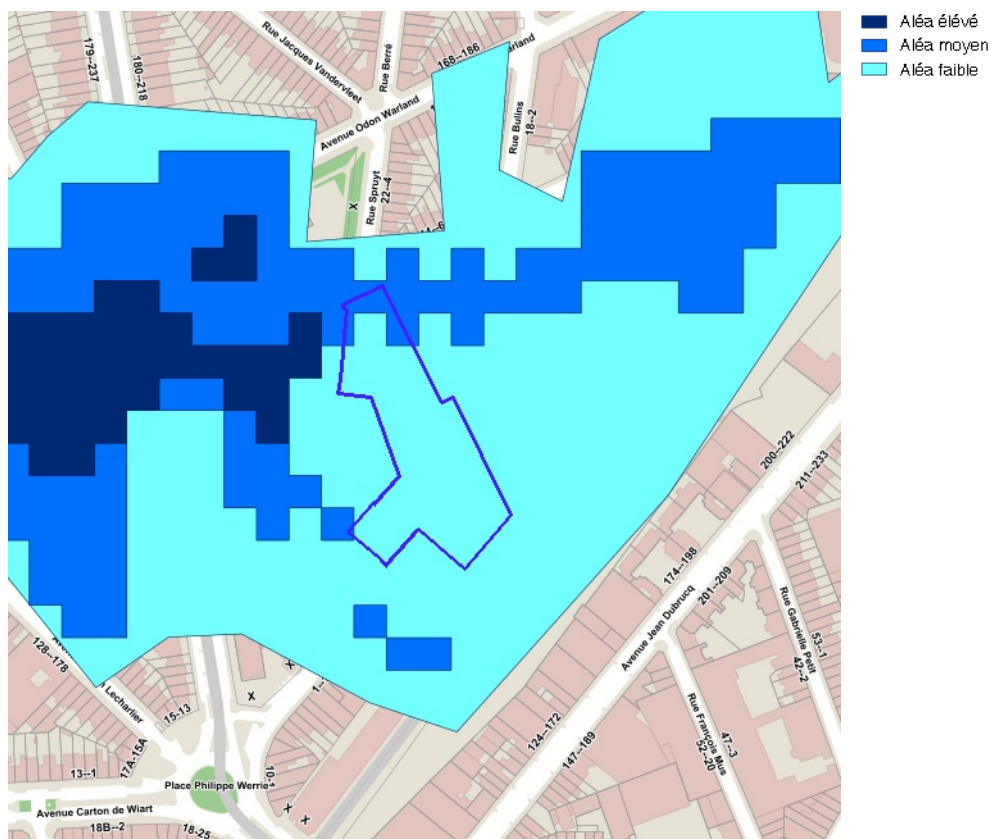 Aléa élévé
Aléa moyen
Aléa faible
179--237
180--218
Rue Jacques Vandervleet
Rue Berré
168--186
Avenue Odon Warland
Rue Bulins
18--2
Rue Spruyt
22--4
X
200--222
211--233
174--198
201--209
Avenue Jean Dubrucq
Rue Gabrielle Petit
53--1
42--2
128--178
Lecharlier
X
X
15-13
17A-15A
13--1
124--172
147--189
Rue François Mus
47--3
52--20
Place Philippe Werrie
Avenue Carton de Wiart
18B--2
18-25
X
X